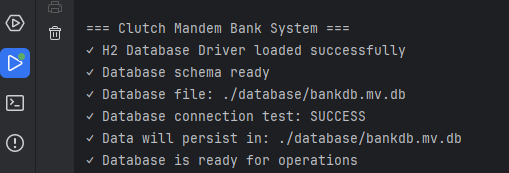 === Clutch Mandem Bank System ===
✓ H2 Database Driver loaded successfully
✓ Database schema ready
✓ Database file: ./database/bankdb.mv.db
✓ Database connection test: SUCCESS
✓ Data will persist in: ./database/bankdb.mv.db
✓ Database is ready for operations